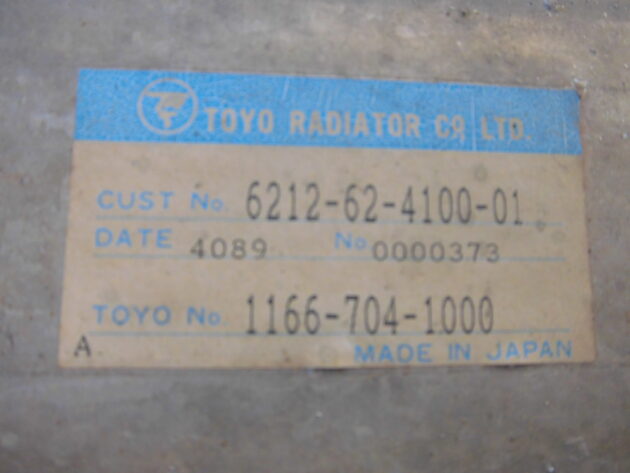 TOYO RADIATOR CO LTD.
CUST No. 6212-62-4100-01
DATE 4089 No 0000373
TOYO No. 1166-704-1000
A MADE IN JAPAN